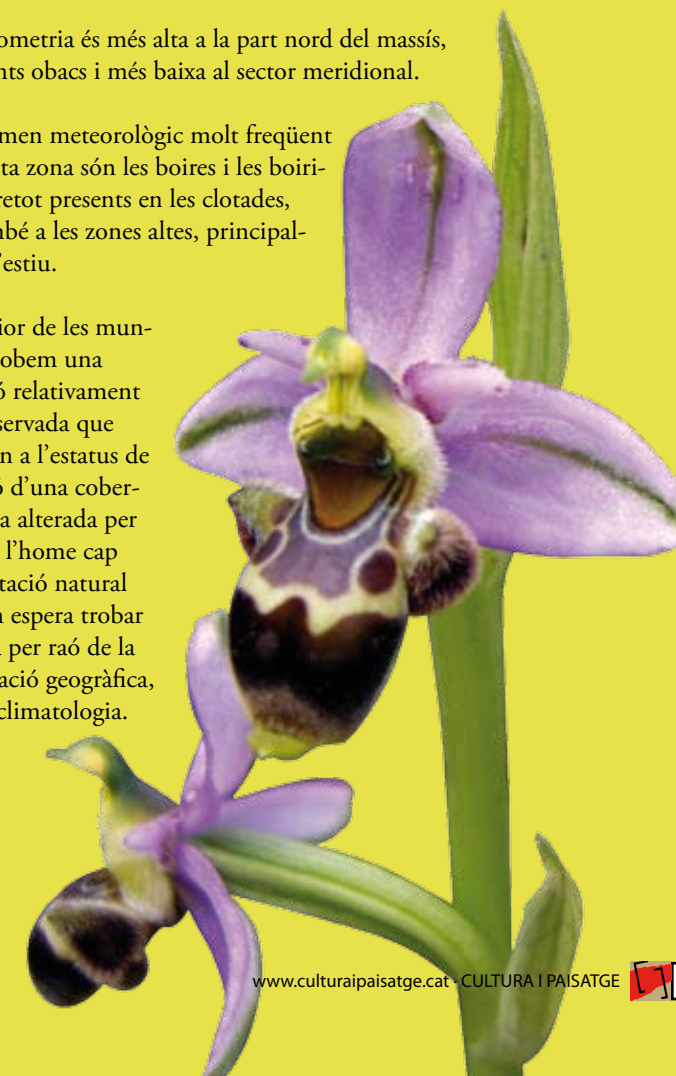 ometria és més alta a la part nord del massís,
nts obacs i més baixa al sector meridional.
men meteorològic molt freqüent
ta zona són les boires i les boiri-
retot presents en les clotades,
mbé a les zones altes, principal-
'estiu.
ior de les mun-
obem una
ó relativament
servada que
n a l'estatus de
ó d'una cober-
a alterada per
l'home cap
tació natural
n espera trobar
per raó de la
ació geogràfica,
climatologia.
www.culturaipaisatge.cat · CULTURA I PAISATGE